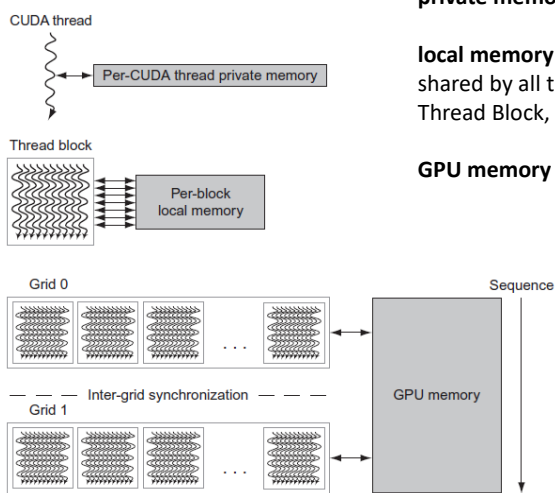 private memo
CUDA thread
Per-CUDA thread private memory
local memory
shared by all t
Thread Block,
Thread block
Per-block
local memory
GPU memory
Grid 0
Sequence
. . .
Inter-grid synchronization
GPU memory
Grid 1
. . .